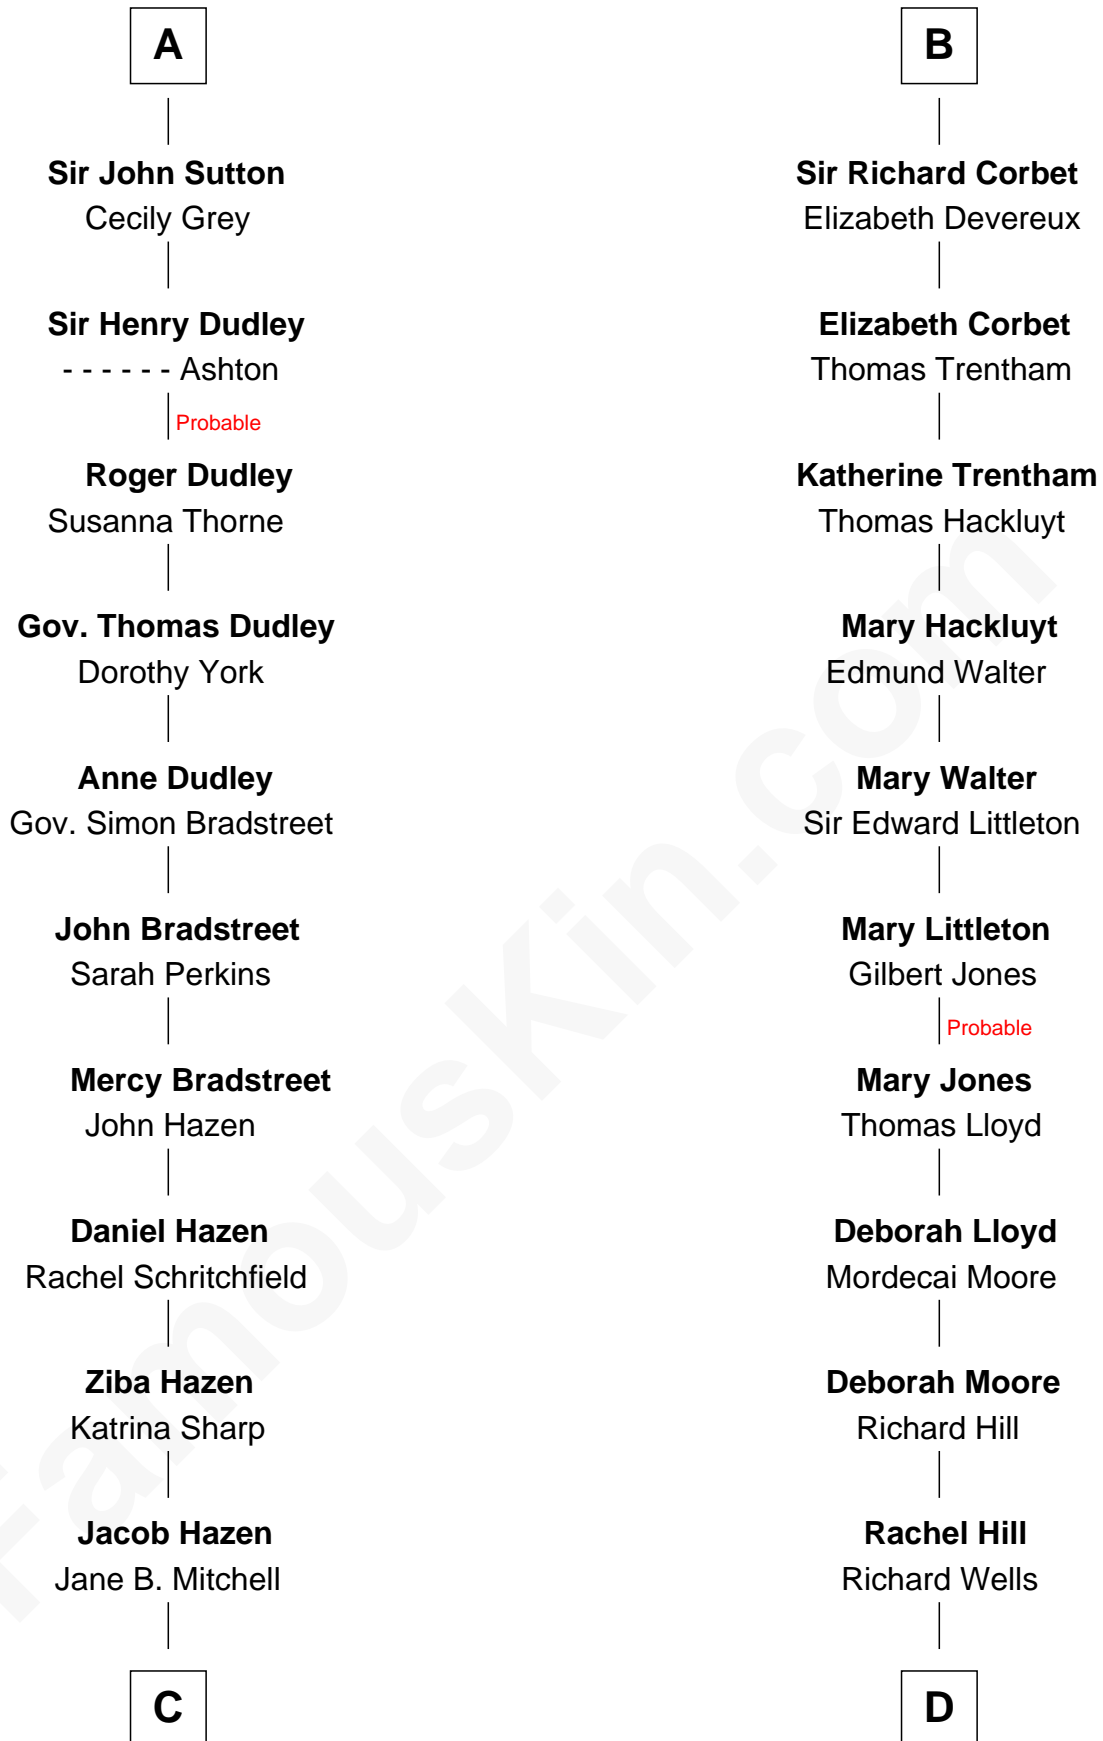 A
Sir John Sutton
Cecily Grey
Sir Henry Dudley
- - - - - - Ashton
Probable
Roger Dudley
Susanna Thorne
Gov. Thomas Dudley
Dorothy York
Anne Dudley
Gov. Simon Bradstreet
John Bradstreet
Sarah Perkins
Mercy Bradstreet
John Hazen
Daniel Hazen
Rachel Schritchfield
Ziba Hazen
Katrina Sharp
Jacob Hazen
Jane B. Mitchell
C
B
Sir Richard Corbet
Elizabeth Devereux
Elizabeth Corbet
Thomas Trentham
Katherine Trentham
Thomas Hackluyt
Mary Hackluyt
Edmund Walter
Mary Walter
Sir Edward Littleton
Mary Littleton
Gilbert Jones
Probable
Mary Jones
Thomas Lloyd
Deborah Lloyd
Mordecai Moore
Deborah Moore
Richard Hill
Rachel Hill
Richard Wells
D
FamousKin.com